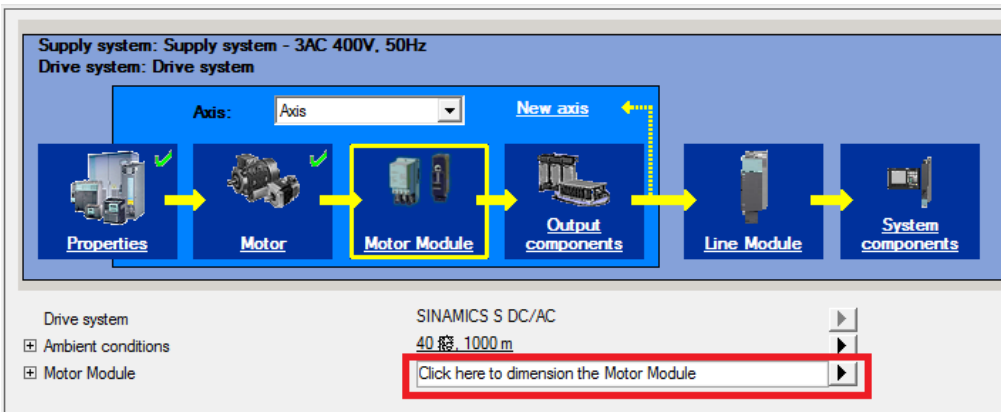 Supply system: Supply system - 3AC 400V, 50Hz
Drive system: Drive system
Axis: Axis New axis
Properties
Motor
Motor Module
Output
components
Line Module
System
components
Drive system SINAMICS S DC/AC
Ambient conditions 40 , 1000 m
Motor Module Click here to dimension the Motor Module